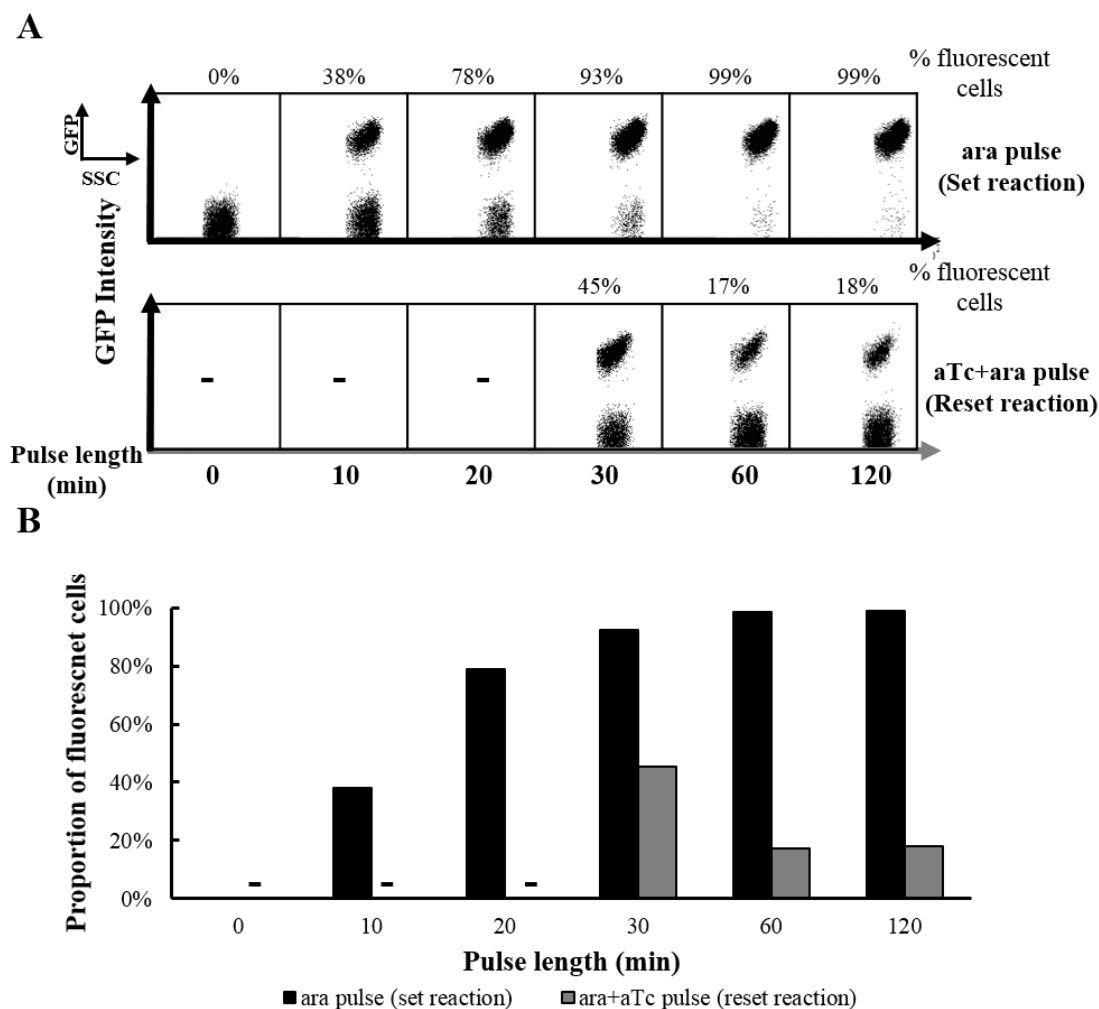 A
0% 38% 78% 93% 99% 99% % fluorescent
cells
GFP
SSC
ara pulse
(Set reaction)
GFP Intensity
45% 17% 18% % fluorescent
cells
- - -
aTc+ara pulse
(Reset reaction)
Pulse length
(min)
0 10 20 30 60 120
B
Proportion of fluorescnet cells
100%
80%
60%
40%
20%
0%
- - -
0 10 20 30 60 120
Pulse length (min)
ara pulse (set reaction) ara+aTc pulse (reset reaction)